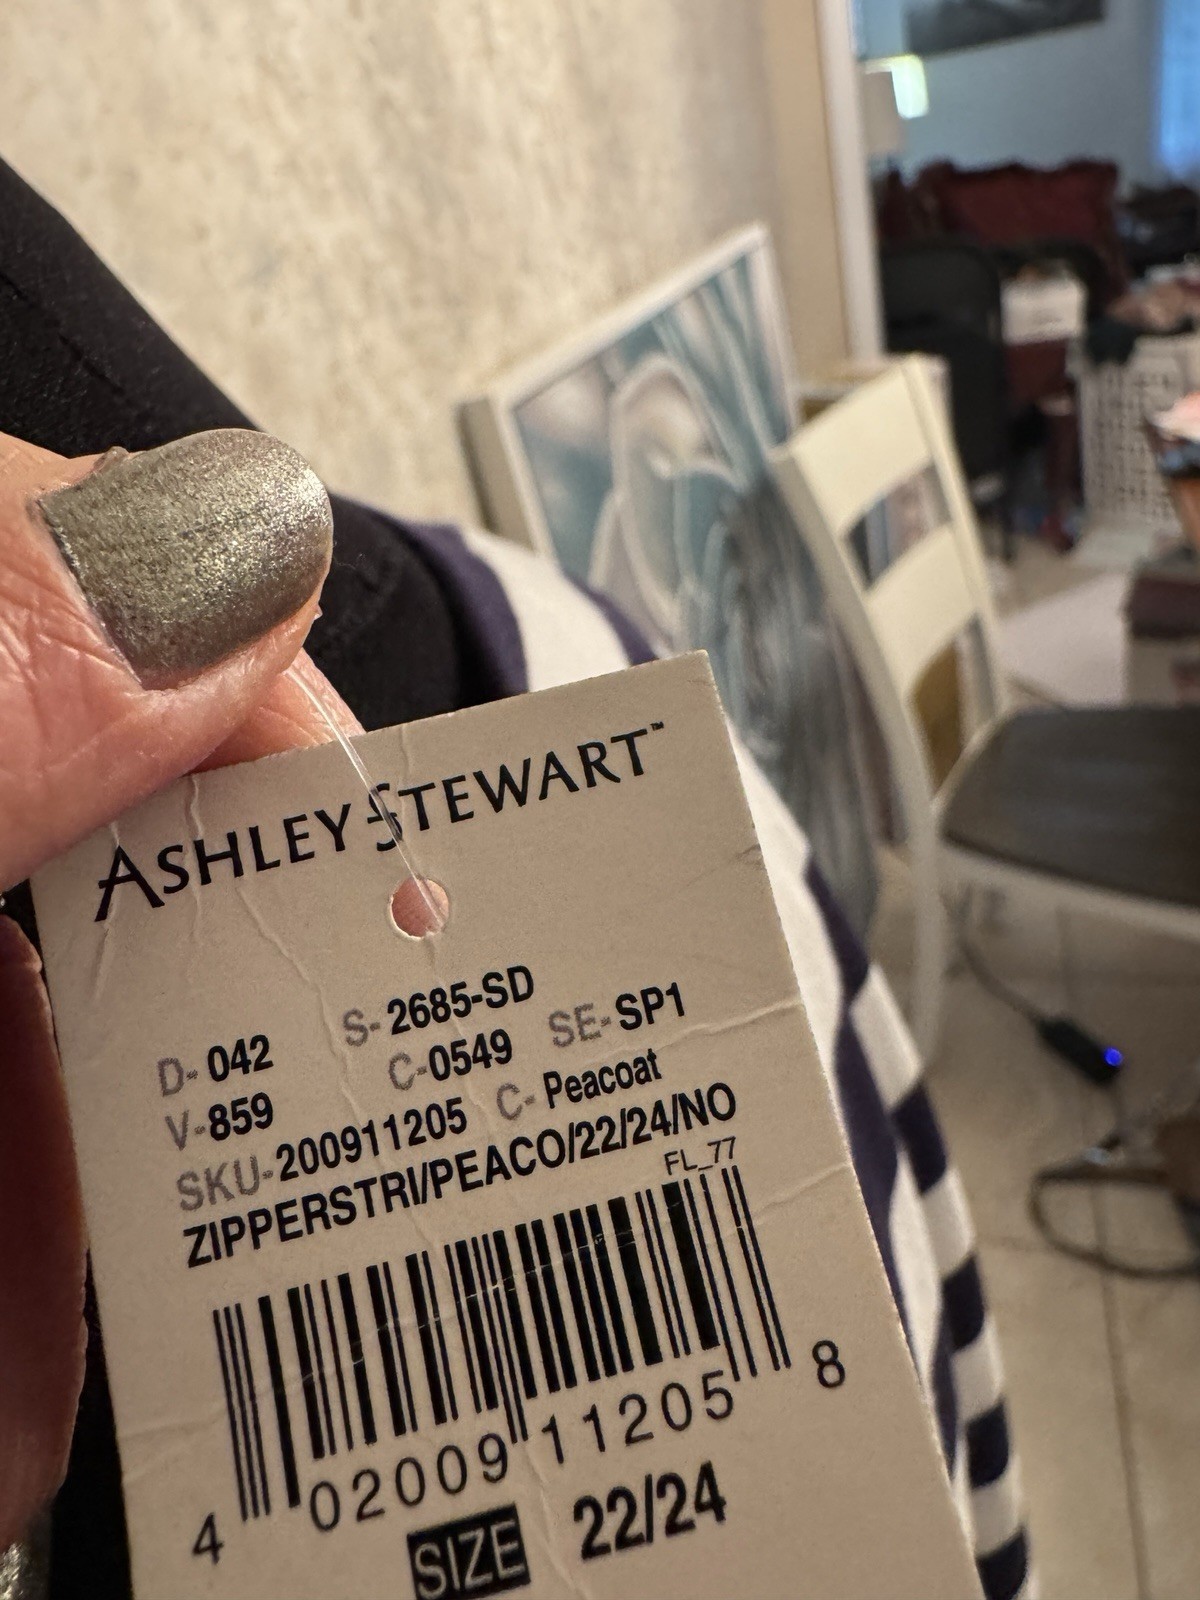 ASHLEY STEWART™
S-2685-SD
D-042 C-0549 SE-SP1
V-859
SKU-200911205 C-Peacoat
ZIPPERSTRI/PEACO/22/24/NO
FL_77
4 02009 11205 8
SIZE 22/24